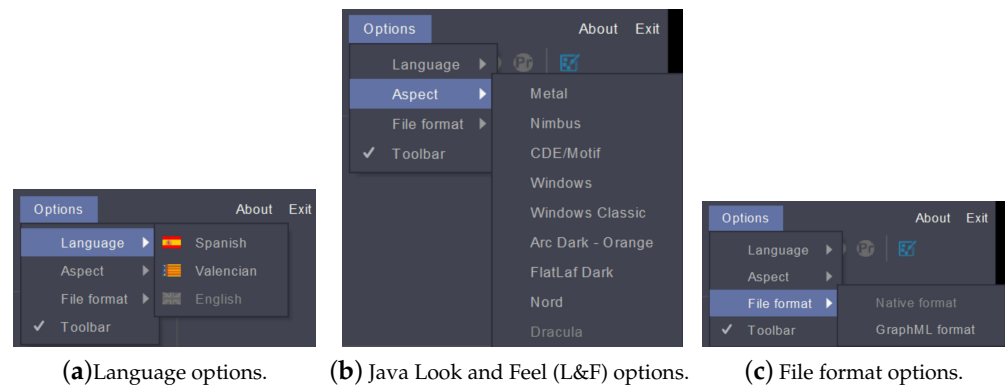 Options About Exit
Language
Spanish
Aspect
Valencian
File format
English
✓ Toolbar
(a)Language options.
Options About Exit
Language
Pr
Aspect
Metal
File format
Nimbus
✓ Toolbar
CDE/Motif
Windows
Windows Classic
Arc Dark - Orange
FlatLaf Dark
Nord
Dracula
(b) Java Look and Feel (L&F) options.
Options About Exit
Language
Pr
Aspect
File format
Native format
✓ Toolbar
GraphML format
(c) File format options.